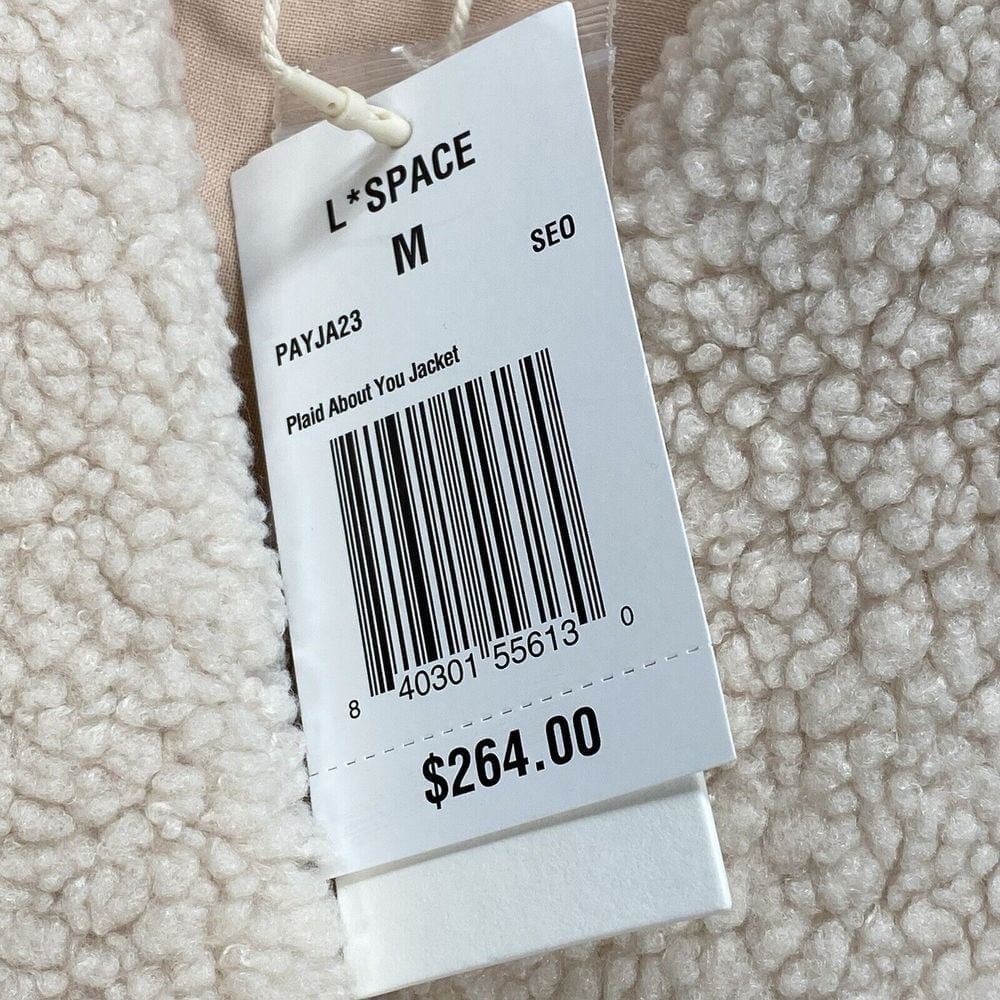 L*SPACE
M
SEO
PAYJA23
Plaid About You Jacket
8 40301 55613 0
$264.00